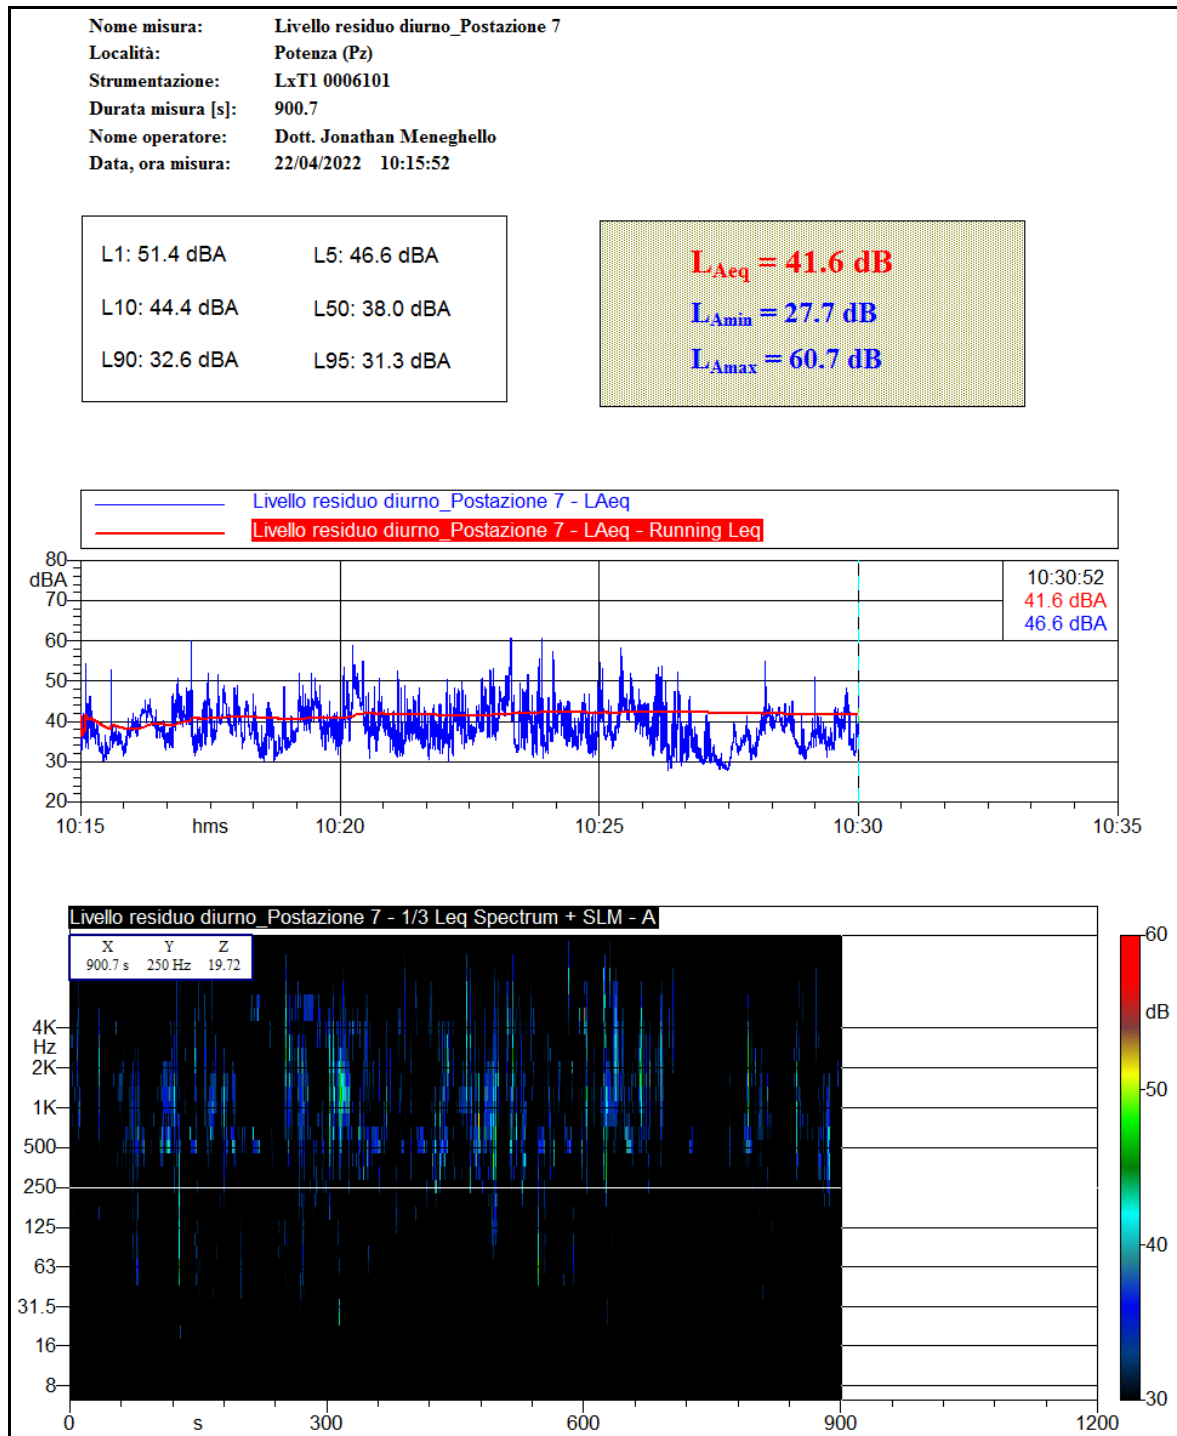 Nome misura: Livello residuo diurno_Postazione 7
Località: Potenza (Pz)
Strumentazione: LxT1 0006101
Durata misura [s]: 900.7
Nome operatore: Dott. Jonathan Meneghello
Data, ora misura: 22/04/2022 10:15:52
L1: 51.4 dBA L5: 46.6 dBA
L10: 44.4 dBA L50: 38.0 dBA
L90: 32.6 dBA L95: 31.3 dBA
LAeq = 41.6 dB
LAmin = 27.7 dB
LAmax = 60.7 dB
Livello residuo diurno_Postazione 7 - LAeq
Livello residuo diurno_Postazione 7 - LAeq - Running Leq
80
dBA
70
60
50
40
30
20
10:30:52
41.6 dBA
46.6 dBA
10:15 hms 10:20 10:25 10:30 10:35
Livello residuo diurno_Postazione 7 - 1/3 Leq Spectrum + SLM - A
X Y Z
900.7 s 250 Hz 19.72
4K
Hz
2K
1K
500
250
125
63
31.5
16
8
0 s 300 600 900 1200
60
dB
50
40
30